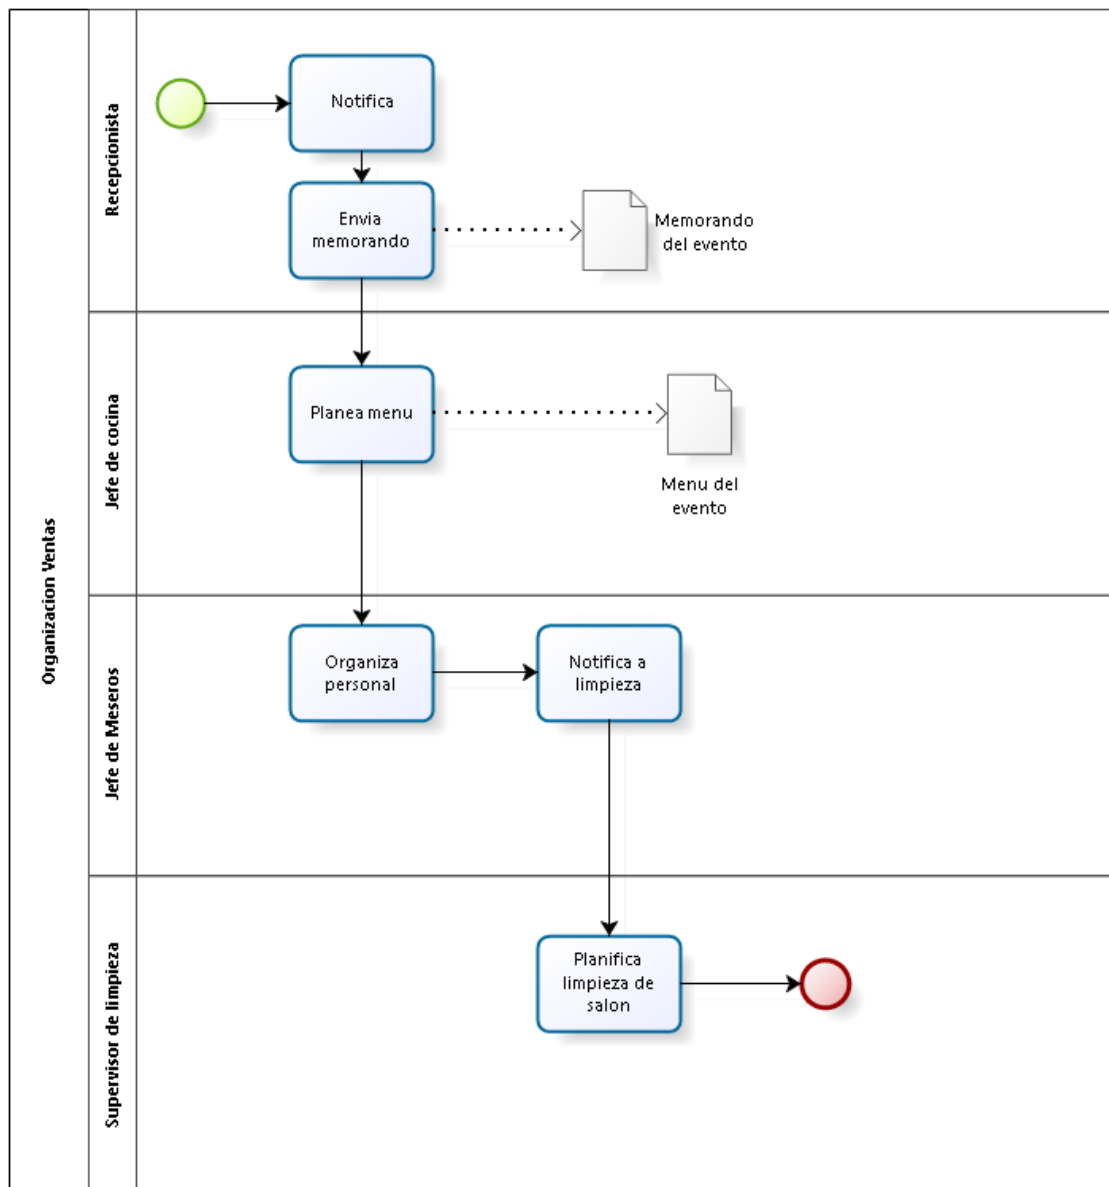 Organizacion Ventas
Recepcionista
Notifica
Envia
memorando
Memorando
del evento
Jefe de cocina
Planea menu
Menu del
evento
Jefe de Meseros
Organiza
personal
Notifica a
limpieza
Supervisor de limpieza
Planifica
limpieza de
salon